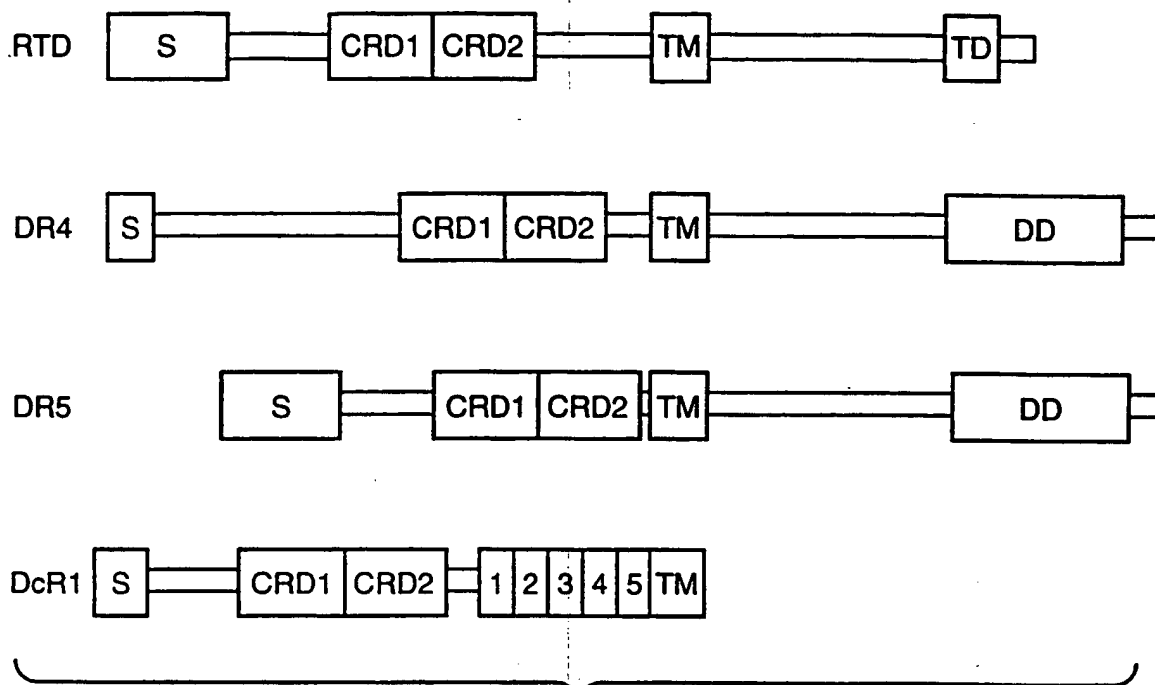 RTD S CRD1 CRD2 TM TD
DR4 S CRD1 CRD2 TM DD
DR5 S CRD1 CRD2 TM DD
DcR1 S CRD1 CRD2 1 2 3 4 5 TM